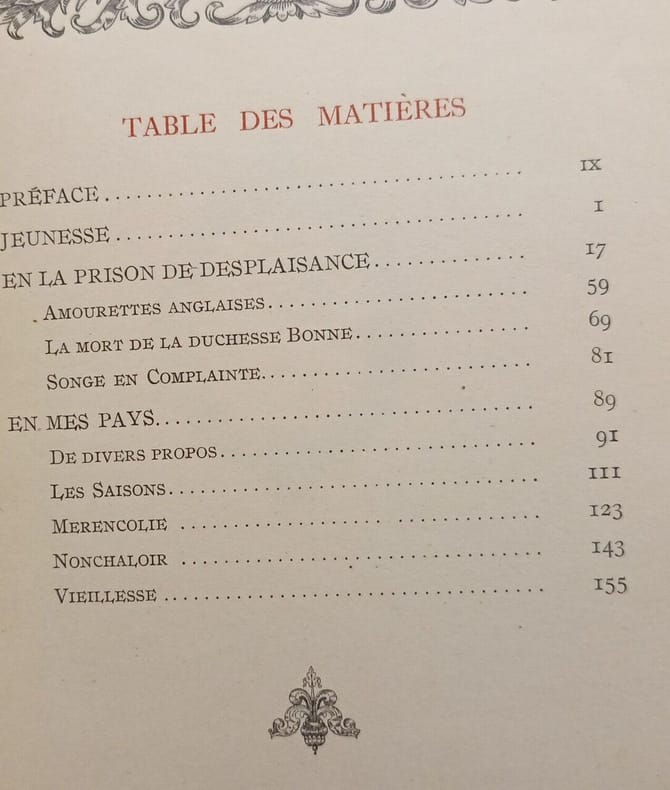 TABLE DES MATIÈRES
PRÉFACE . . . . . . . . . . . . . . . . . . . . . . . . . . . . . . . . . . . . IX
JEUNESSE . . . . . . . . . . . . . . . . . . . . . . . . . . . . . . . . . . . 1
EN LA PRISON DE DESPLAISANCE . . . . . . . . . . . . . 17
AMOURETTES ANGLAISES . . . . . . . . . . . . . . . . . . . . . . 59
LA MORT DE LA DUCHESSE BONNE . . . . . . . . . . . . . . 69
SONGE EN COMPLAINTE . . . . . . . . . . . . . . . . . . . . . . . 81
EN MES PAYS . . . . . . . . . . . . . . . . . . . . . . . . . . . . . . . . 89
DE DIVERS PROPOS . . . . . . . . . . . . . . . . . . . . . . . . . . . 91
LES SAISONS . . . . . . . . . . . . . . . . . . . . . . . . . . . . . . . . 111
MERENCOLIE . . . . . . . . . . . . . . . . . . . . . . . . . . . . . . . 123
NONCHALOIR . . . . . . . . . . . . . . . . . . . . . . . . . . . . . . . 143
VIEILLESSE . . . . . . . . . . . . . . . . . . . . . . . . . . . . . . . . . 155